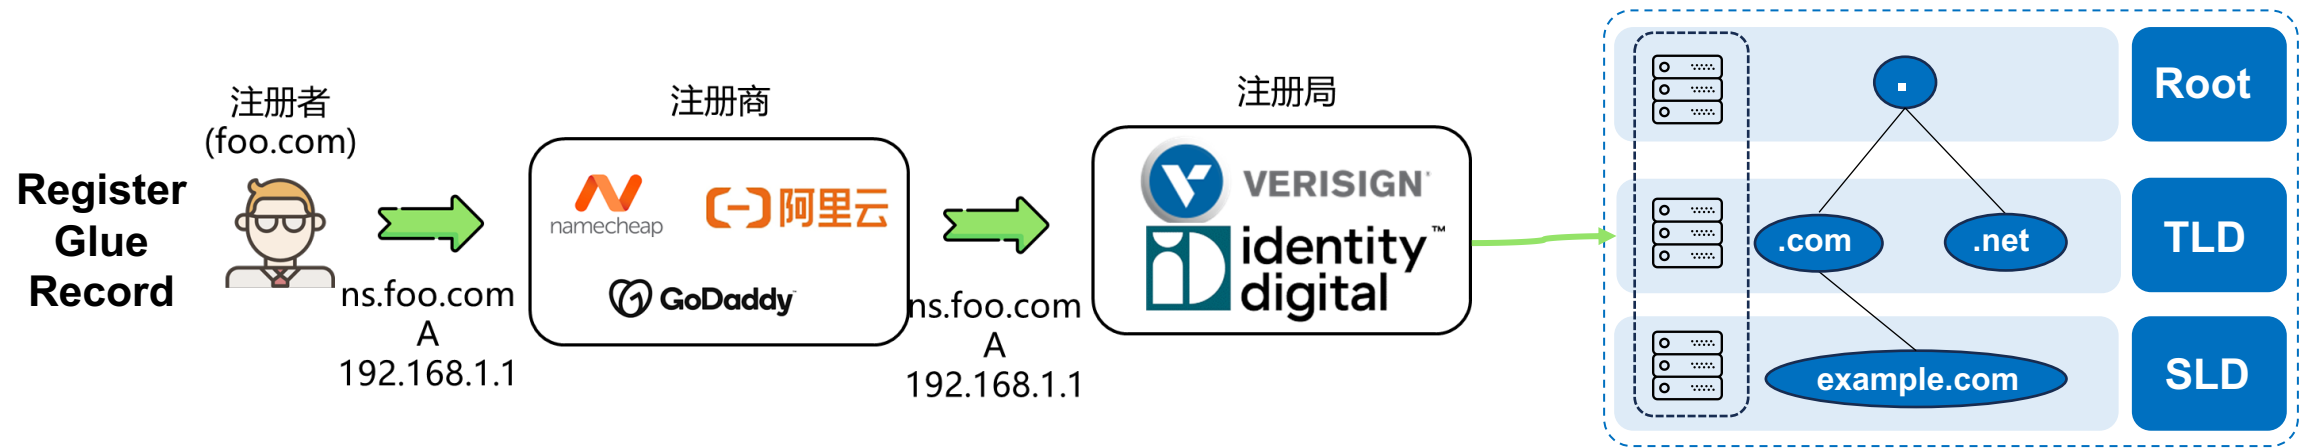 Register
Glue
Record
注册者
(foo.com)
ns.foo.com
A
192.168.1.1
注册商
namecheap
阿里云
GoDaddy
ns.foo.com
A
192.168.1.1
注册局
VERISIGN
identity™
digital
.
Root
.com
.net
TLD
example.com
SLD